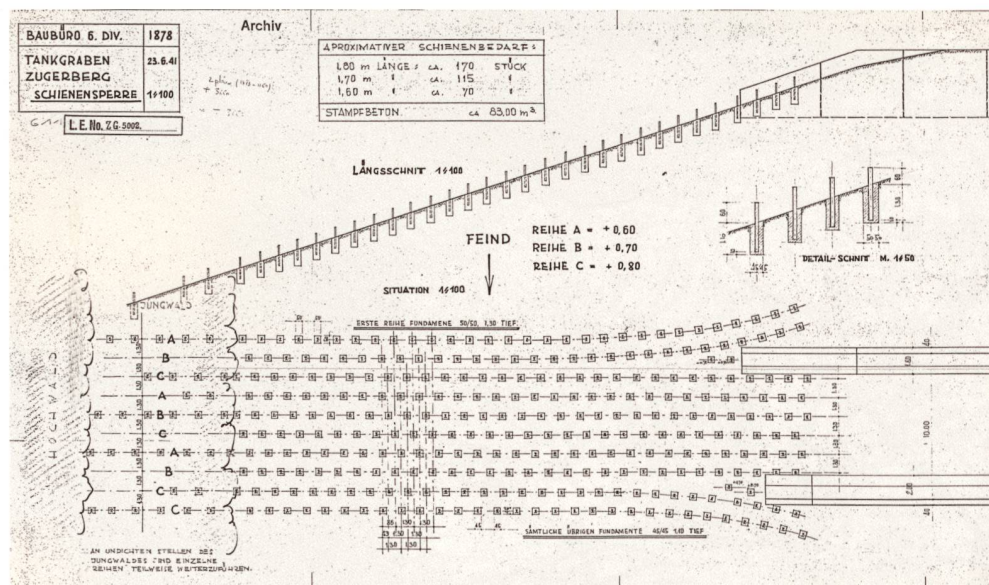 Archiv
BAUBÜRO 6. DIV. 1878
TANKGRABEN 23.6.41
ZUGERBERG
SCHIENENSPERRE 1:100
L.E. No. ZG-5002.
APROXIMATIVER SCHIENENBEDARF:
1,80 m LÄNGE: CA. 170 STÜCK
1,70 m " CA. 115 "
1,60 m " CA. 70 "
STAMPFBETON. CA 83,00 m³
LÄNGSSCHNIT 1:100
FEIND
REIHE A = + 0,60
REIHE B = + 0,70
REIHE C = + 0,80
DETAIL-SCHNIT M. 1:50
SITUATION 1:100
JUNGWALD
HOCHWALD
ERSTE REIHE FUNDAMENE 50/50, 1,30 TIEF.
A
B
C
A
B
C
A
B
C
C
10.00
2,00
SÄMTLICHE ÜBRIGEN FUNDAMENTE 45/45 1,10 TIEF
AN UNDICHTEN STELLEN DES
JUNGWALDES SIND EINZELNE
REIHEN TEILWEISE WEITERZUFÜHREN.